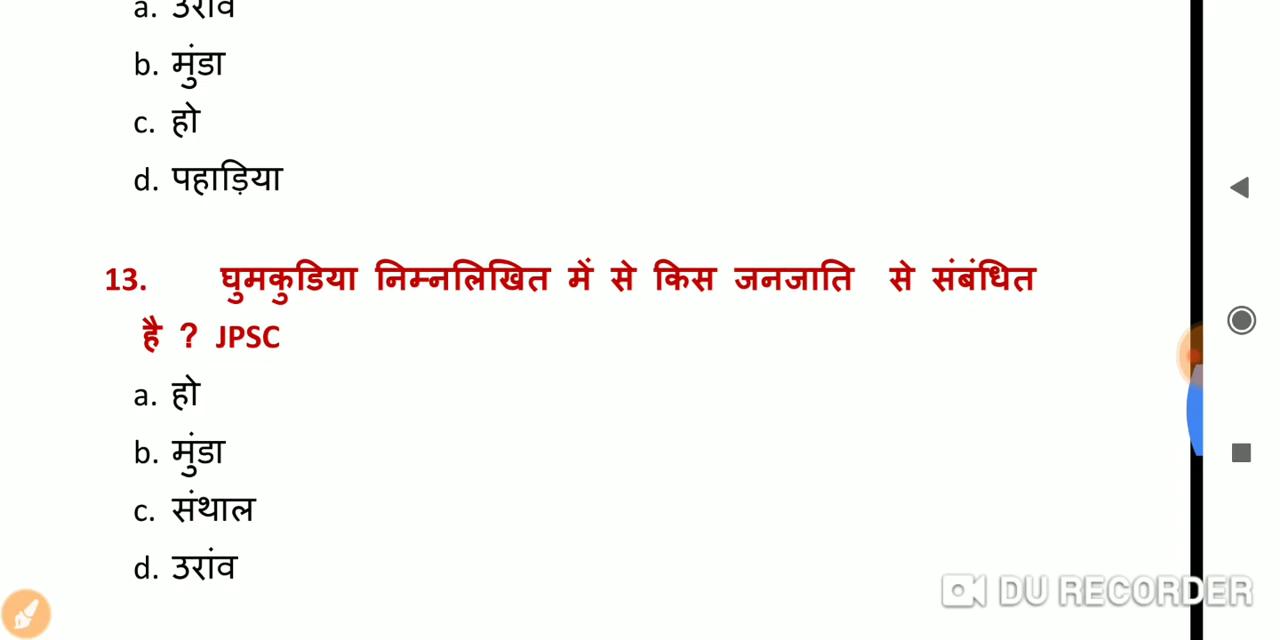 a. उरांव
b. मुंडा
c. हो
d. पहाड़िया
13. घुमकुडिया निम्नलिखित में से किस जनजाति से संबंधित
है ? JPSC
a. हो
b. मुंडा
c. संथाल
d. उरांव
DU RECORDER